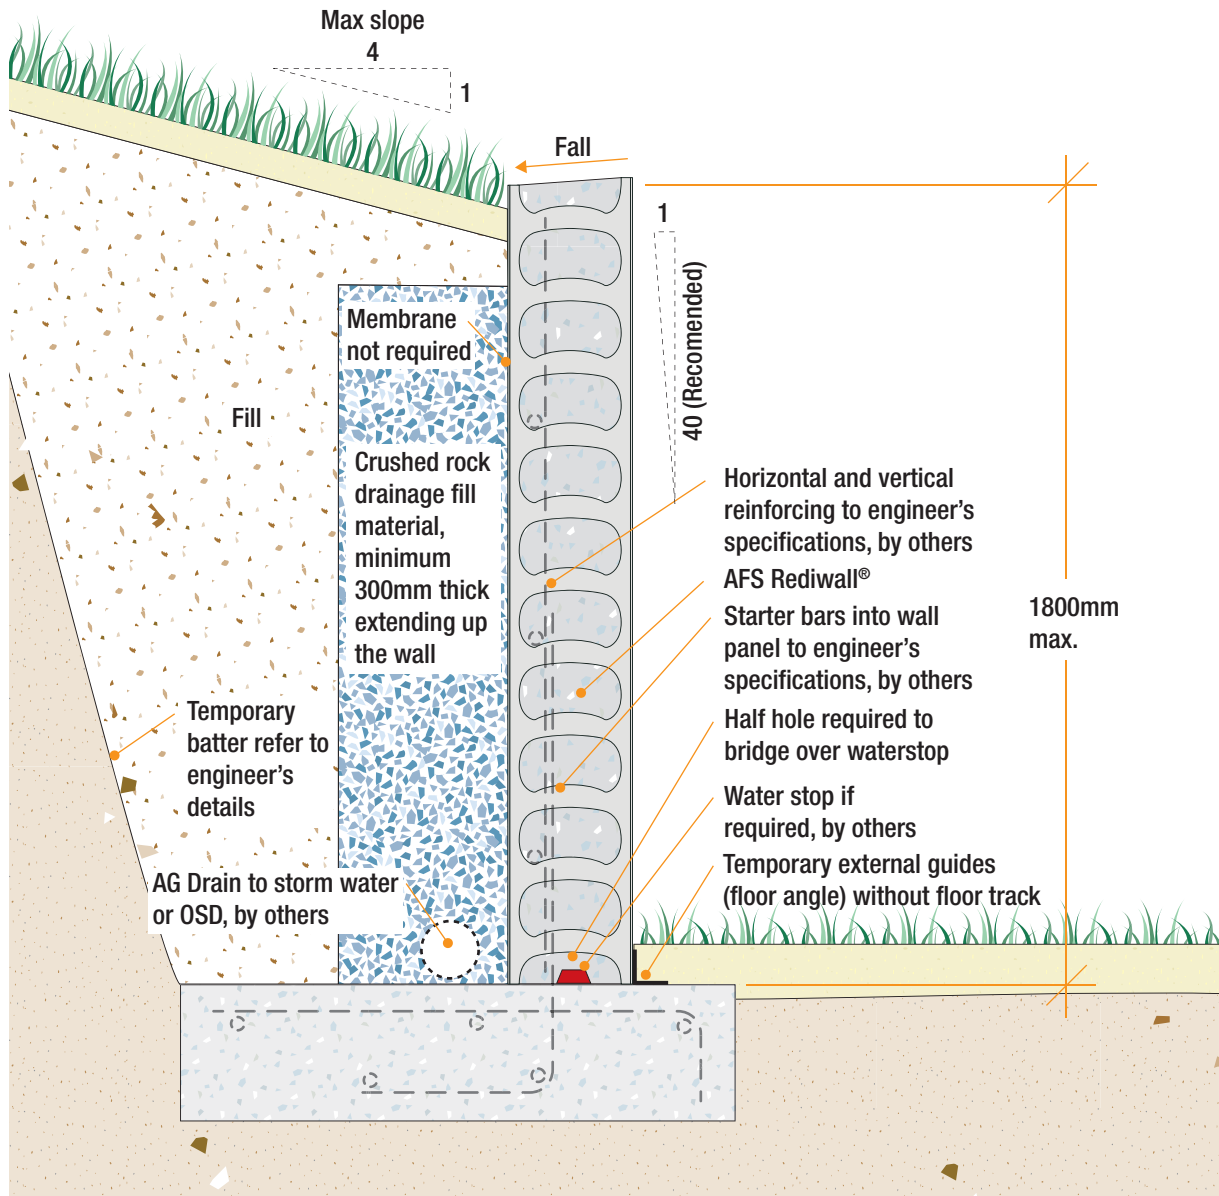 Max slope
4
1
Fall
1
40 (Recomended)
Membrane
not required
Fill
Crushed rock
drainage fill
material,
minimum
300mm thick
extending up
the wall
Horizontal and vertical
reinforcing to engineer’s
specifications, by others
AFS Rediwall®
Starter bars into wall
panel to engineer’s
specifications, by others
1800mm
max.
Half hole required to
bridge over waterstop
Temporary
batter refer to
engineer’s
details
Water stop if
required, by others
Temporary external guides
(floor angle) without floor track
AG Drain to storm water
or OSD, by others